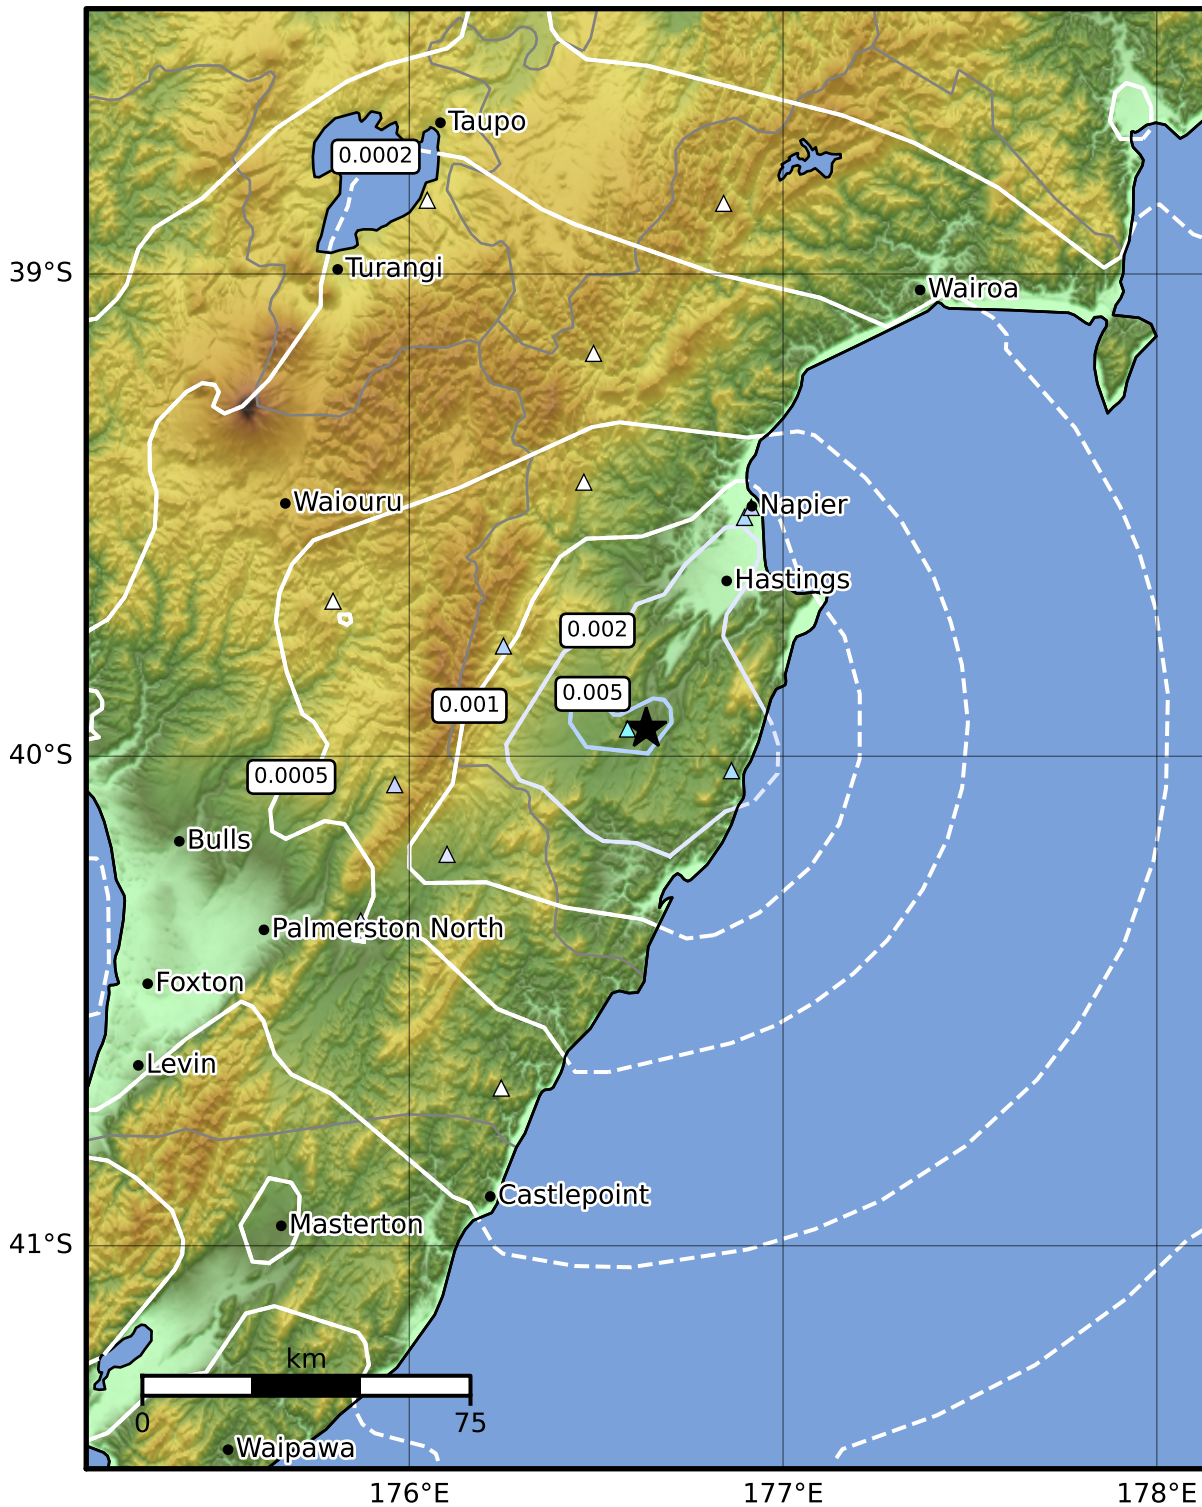 Taupo
0.0002
39°S
Turangi
Wairoa
Waiouru
Napier
Hastings
0.002
0.005
0.001
40°S
0.0005
Bulls
Palmerston North
Foxton
Levin
Castlepoint
Masterton
41°S
km
0 75
Waipawa
176°E 177°E 178°E